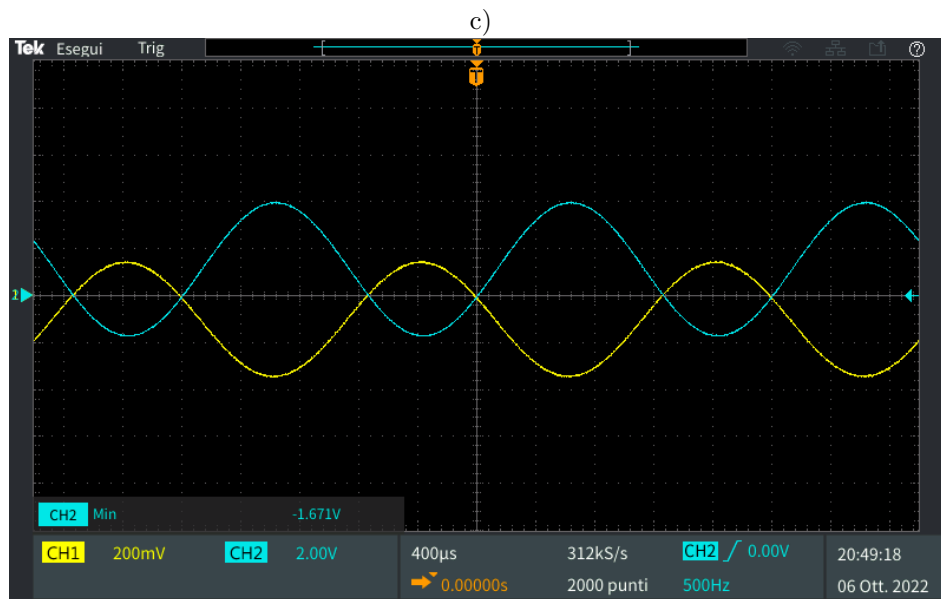 c)
Tek Esegui Trig
T
T
2
CH2 Min -1.671V
CH1 200mV CH2 2.00V 400µs 312kS/s CH2 0.00V 20:49:18
0.00000s 2000 punti 500Hz 06 Ott. 2022